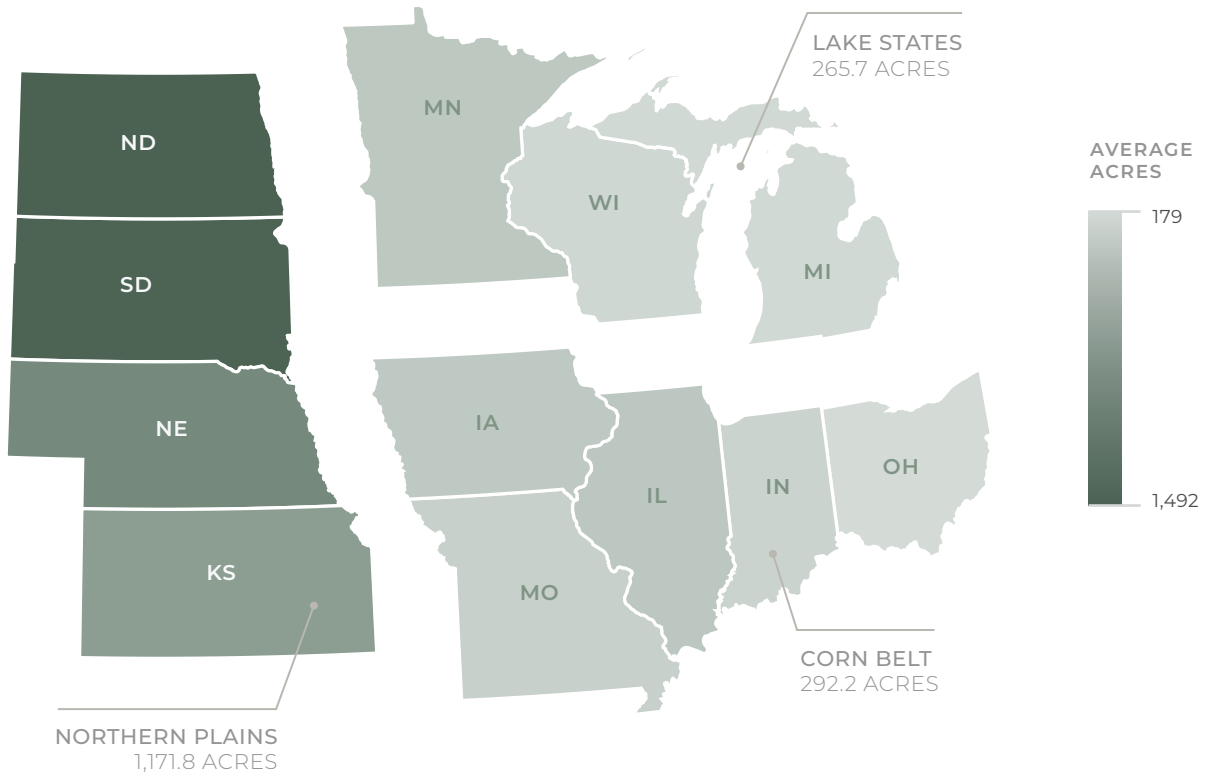 LAKE STATES
265.7 ACRES
MN
ND
AVERAGE
ACRES
WI
179
MI
SD
IA
NE
OH
IN
IL
1,492
KS
MO
CORN BELT
292.2 ACRES
NORTHERN PLAINS
1,171.8 ACRES